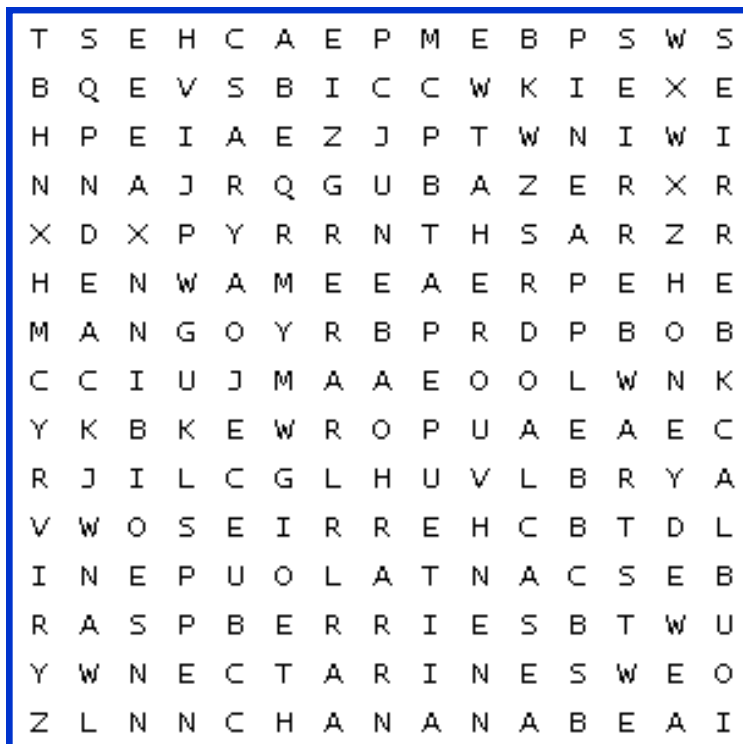 T S E H C A E P M E B P S W S
B Q E V S B I C C W K I E X E
H P E I A E Z J P T W N I W I
N N A J R Q G U B A Z E R X R
X D X P Y R R N T H S A R Z R
H E N W A M E E A E R P E H E
M A N G O Y R B P R D P B O B
C C I U J M A A E O O L W N K
Y K B K E W R O P U A E A E C
R J I L C G L H U V L B R Y A
V W O S E I R R E H C B T D L
I N E P U O L A T N A C S E B
R A S P B E R R I E S B T W U
Y W N E C T A R I N E S W E O
Z L N N C H A N A N A B E A I